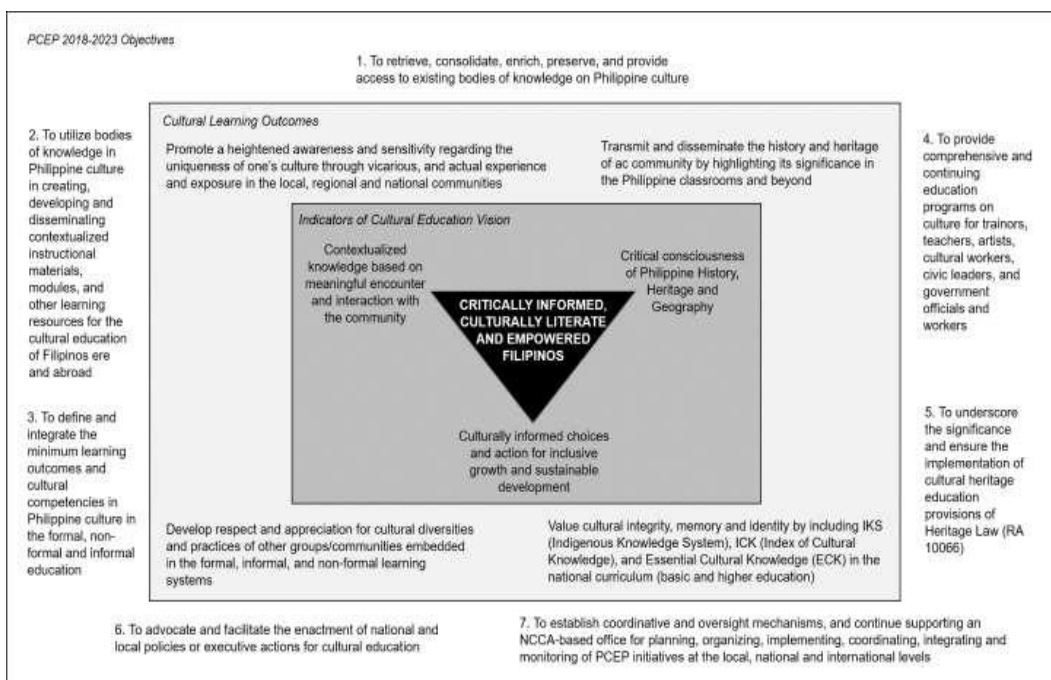 PCEP 2018-2023 Objectives
1. To retrieve, consolidate, enrich, preserve, and provide
access to existing bodies of knowledge on Philippine culture
2. To utilize bodies
of knowledge in
Philippine culture
in creating,
developing and
disseminating
contextualized
instructional
materials,
modules, and
other learning
resources for the
cultural education
of Filipinos ere
and abroad
3. To define and
integrate the
minimum learning
outcomes and
cultural
competencies in
Philippine culture in
the formal, non-
formal and informal
education
Cultural Learning Outcomes
Promote a heightened awareness and sensitivity regarding the
uniqueness of one's culture through vicarious, and actual experience
and exposure in the local, regional and national communities
Transmit and disseminate the history and heritage
of ac community by highlighting its significance in
the Philippine classrooms and beyond
Indicators of Cultural Education Vision
Contextualized
knowledge based on
meaningful encounter
and interaction with
the community
Critical consciousness
of Philippine History,
Heritage and
Geography
CRITICALLY INFORMED,
CULTURALLY LITERATE
AND EMPOWERED
FILIPINOS
Culturally informed choices
and action for inclusive
growth and sustainable
development
Develop respect and appreciation for cultural diversities
and practices of other groups/communities embedded
in the formal, informal, and non-formal learning
systems
Value cultural integrity, memory and identity by including IKS
(Indigenous Knowledge System), ICK (Index of Cultural
Knowledge), and Essential Cultural Knowledge (ECK) in the
national curriculum (basic and higher education)
4. To provide
comprehensive and
continuing
education
programs on
culture for trainors,
teachers, artists,
cultural workers,
civic leaders, and
government
officials and
workers
5. To underscore
the significance
and ensure the
implementation of
cultural heritage
education
provisions of
Heritage Law (RA
10066)
6. To advocate and facilitate the enactment of national and
local policies or executive actions for cultural education
7. To establish coordinative and oversight mechanisms, and continue supporting an
NCCA-based office for planning, organizing, implementing, coordinating, integrating and
monitoring of PCEP initiatives at the local, national and international levels